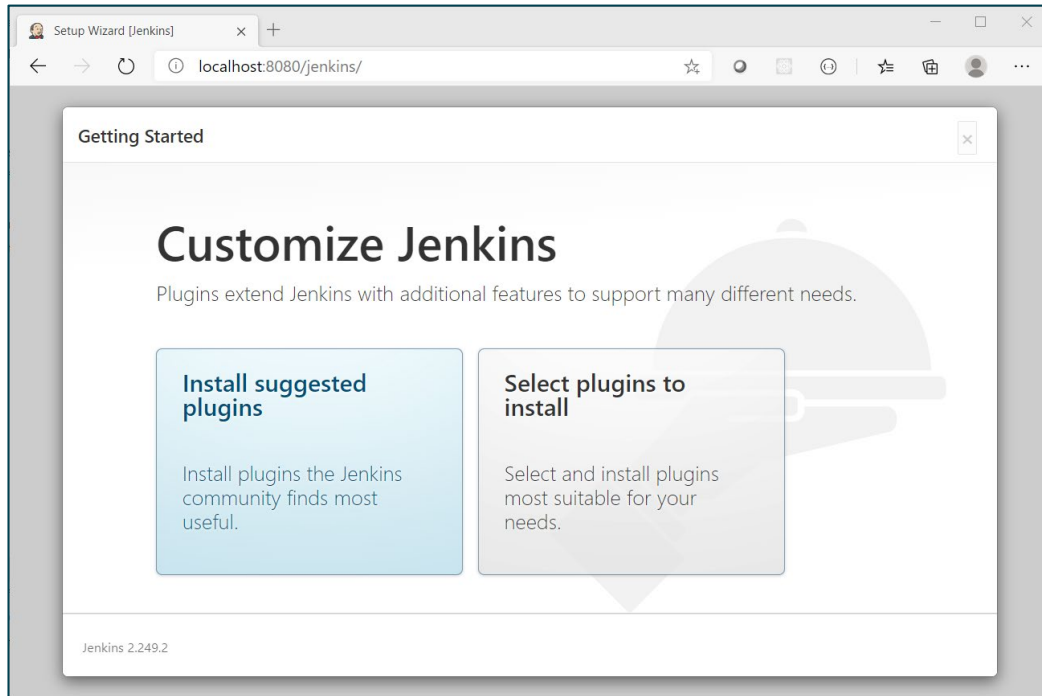 Setup Wizard [Jenkins]
localhost:8080/jenkins/
Getting Started
Customize Jenkins
Plugins extend Jenkins with additional features to support many different needs.
Install suggested
plugins
Install plugins the Jenkins
community finds most
useful.
Select plugins to
install
Select and install plugins
most suitable for your
needs.
Jenkins 2.249.2